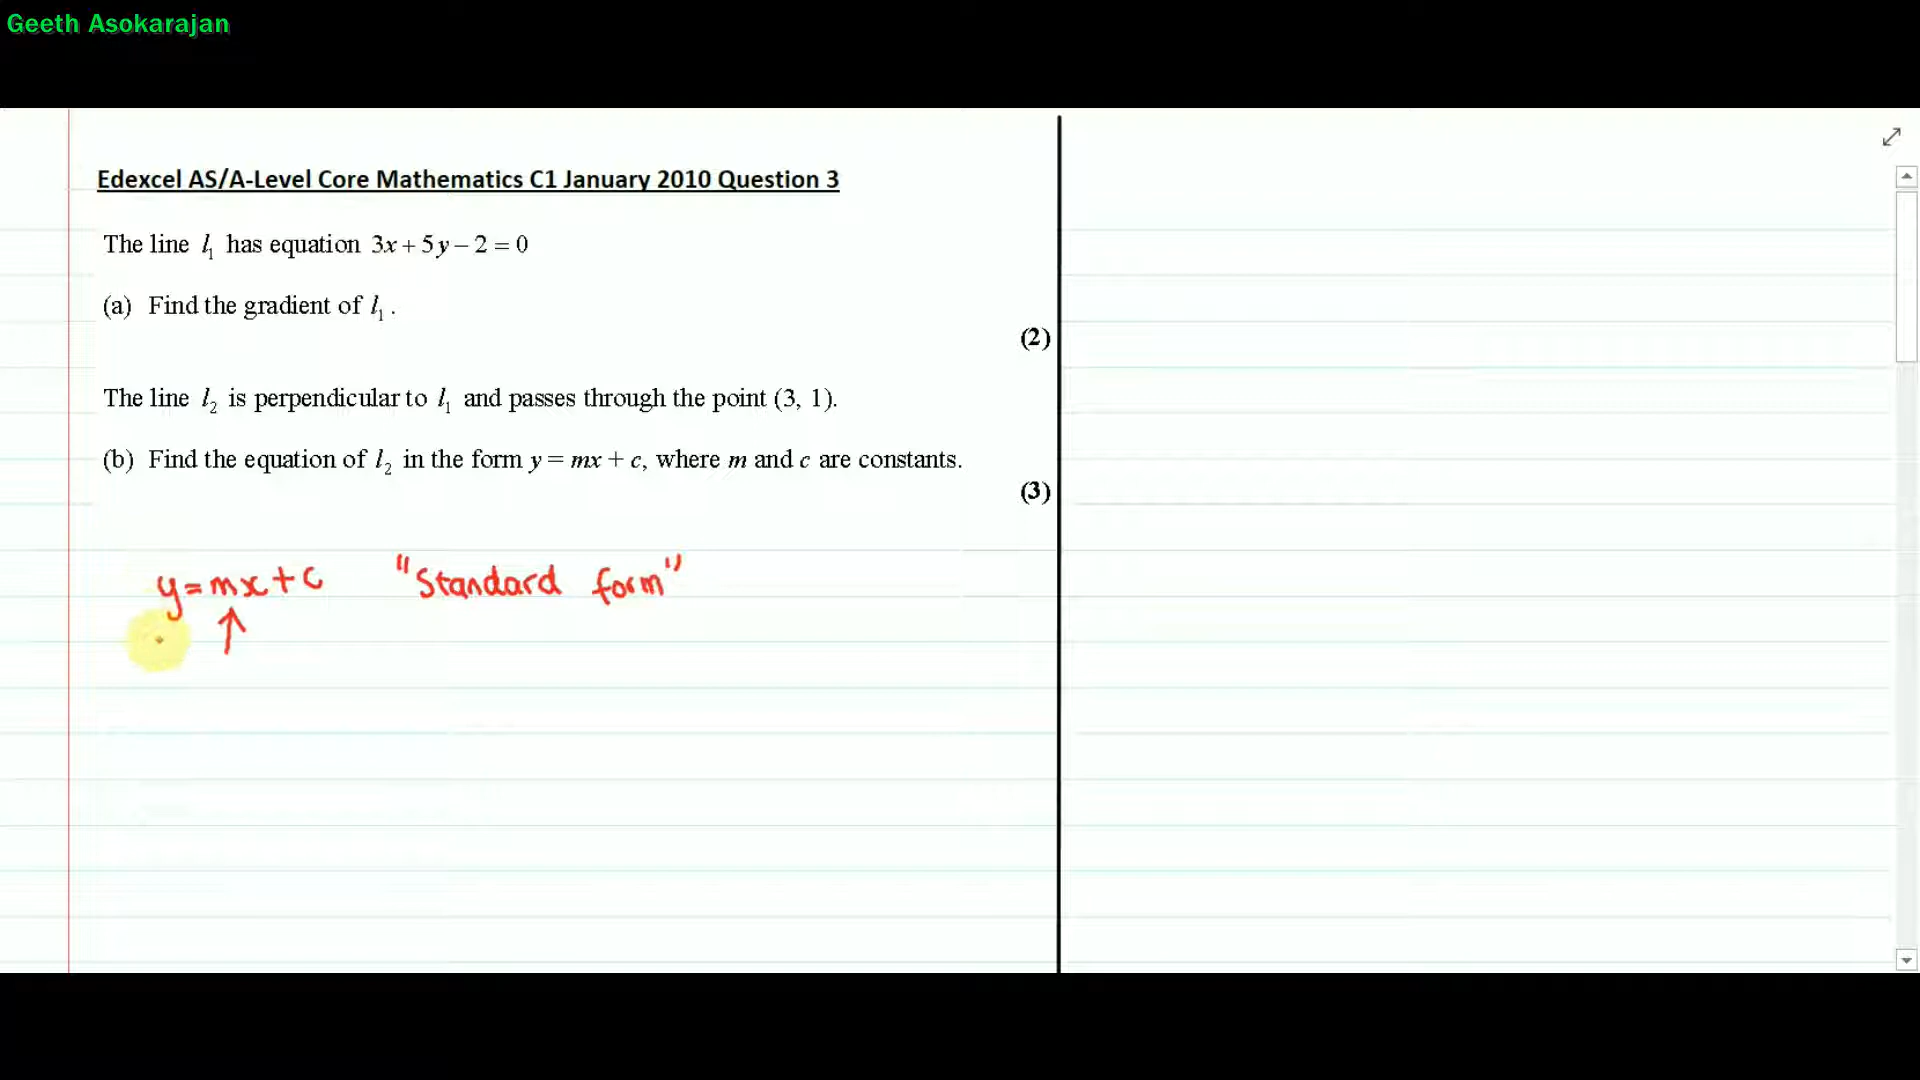 Geeth Asokarajan
Edexcel AS/A-Level Core Mathematics C1 January 2010 Question 3
The line l₁ has equation 3x + 5y − 2 = 0
(a) Find the gradient of l₁.
(2)
The line l₂ is perpendicular to l₁ and passes through the point (3, 1).
(b) Find the equation of l₂ in the form y = mx + c, where m and c are constants.
(3)
y = mx + c "Standard form"